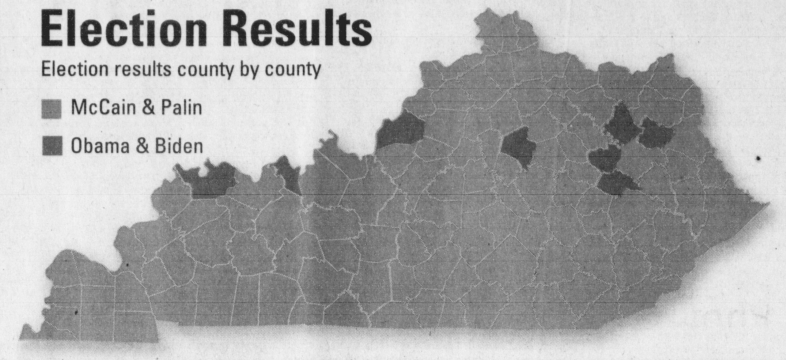 Election Results
Election results county by county
McCain & Palin
Obama & Biden